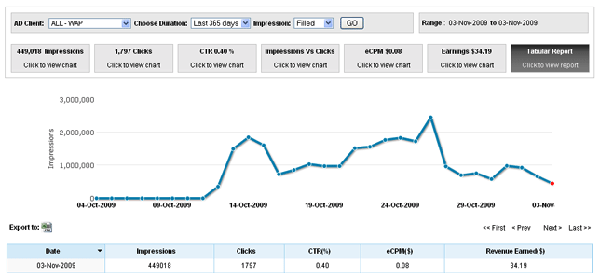 AD Client: ALL - WAP Choose Duration: Last 365 days Impression: Filled GO Range: 03-Nov-2009 to 03-Nov-2009
449,018 Impressions 1,797 Clicks CTR 0.40 % Impressions Vs Clicks eCPM $0.08 Earnings $34.19 Tabular Report
Click to view chart Click to view chart Click to view chart Click to view chart Click to view chart Click to view chart Click to view report
3,000,000
2,000,000
Impressions
1,000,000
0
04-Oct-2009 09-Oct-2009 14-Oct-2009 19-Oct-2009 24-Oct-2009 29-Oct-2009 03-Nov
Export to: << First < Prev Next > Last >>
Date Impressions Clicks CTR(%) eCPM($) Revenue Earned($)
03-Nov-2009 449018 1797 0.40 0.08 34.19